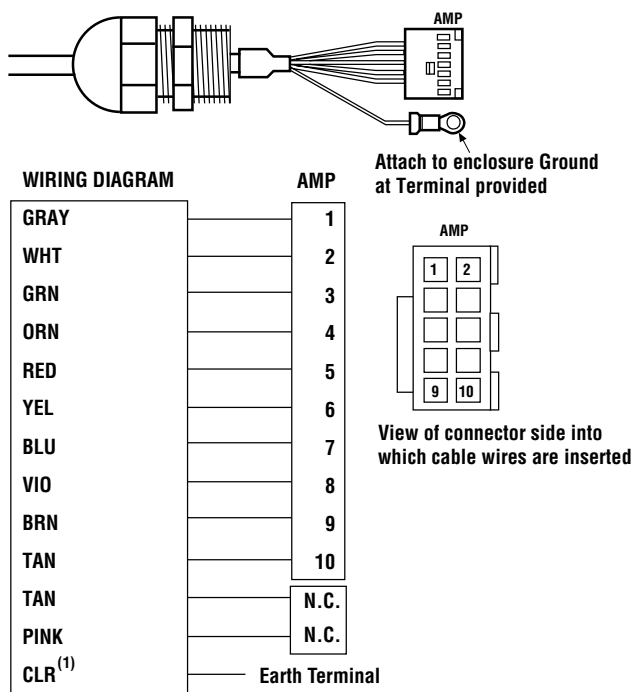 AMP
Attach to enclosure Ground
at Terminal provided
WIRING DIAGRAM AMP
GRAY 1
WHT 2
GRN 3
ORN 4
RED 5
YEL 6
BLU 7
VIO 8
BRN 9
TAN 10
TAN N.C.
PINK N.C.
CLR(1) Earth Terminal
AMP
1 2
9 10
View of connector side into
which cable wires are inserted